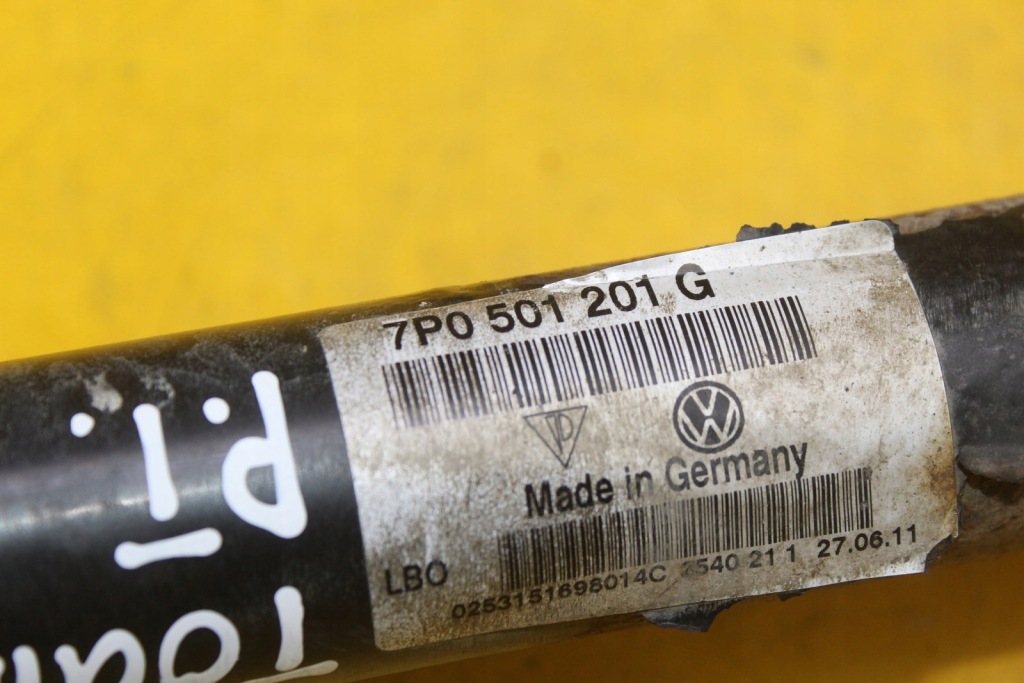 7P0 501 201 G
Made in Germany
LBO
0253151698014C 2540 21 1 27.06.11